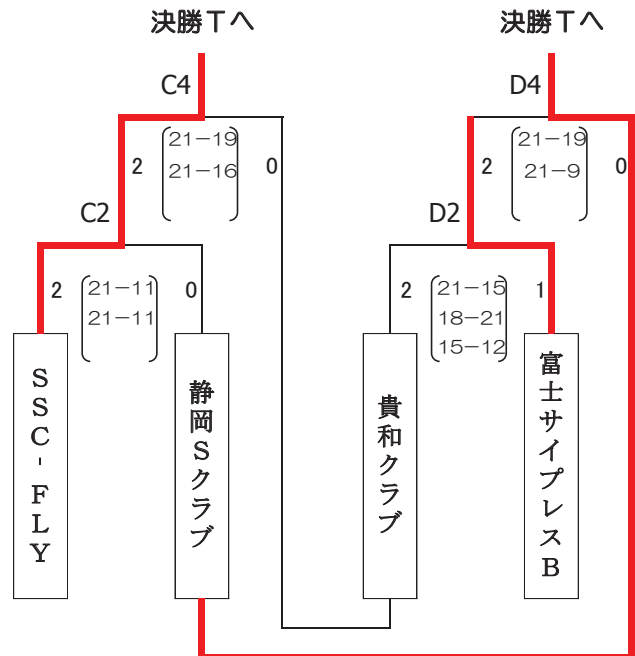 決勝Tへ 決勝Tへ
C4 D4
2 21-19 0 2 21-19 0
21-16 21-9
C2 D2
2 21-11 0 2 21-15 1
21-11 18-21
15-12
SSC-FLY
静岡Sクラブ
貴和クラブ
富士サイプレスB